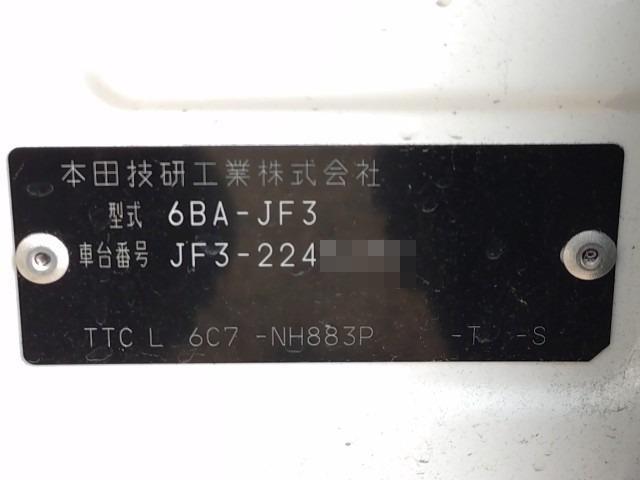 本田技研工業株式会社
型式 6BA-JF3
車台番号 JF3-224
TTC L 6C7 -NH883P -T -S